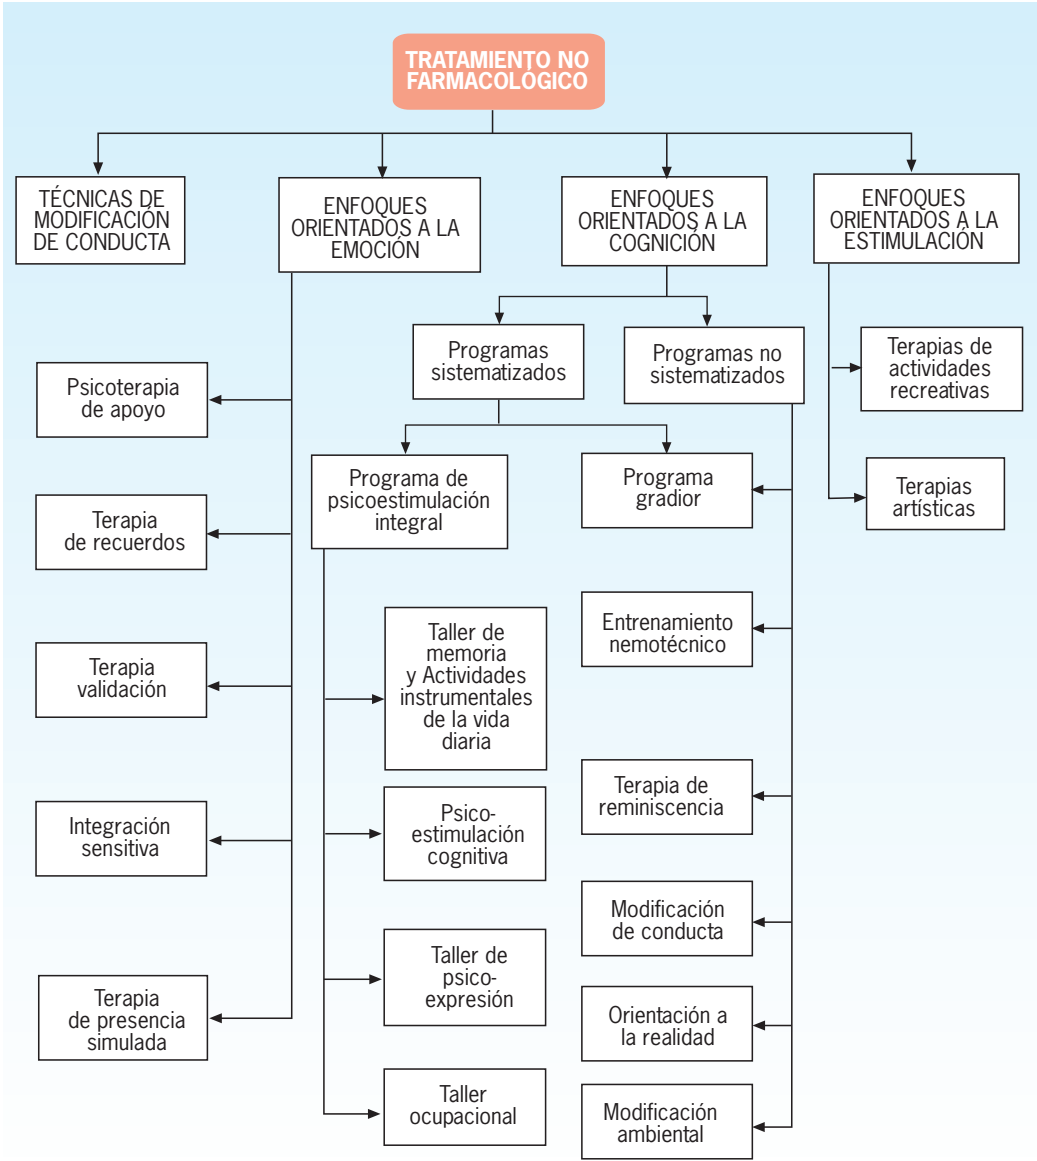 TRATAMIENTO NO
FARMACOLÓGICO
TÉCNICAS DE
MODIFICACIÓN
DE CONDUCTA
ENFOQUES
ORIENTADOS A LA
EMOCIÓN
ENFOQUES
ORIENTADOS A LA
COGNICIÓN
ENFOQUES
ORIENTADOS A LA
ESTIMULACIÓN
Psicoterapia
de apoyo
Terapia
de recuerdos
Terapia
validación
Integración
sensitiva
Terapia
de presencia
simulada
Programas
sistematizados
Programas no
sistematizados
Programa de
psicoestimulación
integral
Programa
gradior
Taller de
memoria
y Actividades
instrumentales
de la vida
diaria
Psico-
estimulación
cognitiva
Taller de
psico-
expresión
Taller
ocupacional
Entrenamiento
nemotécnico
Terapia de
reminiscencia
Modificación
de conducta
Orientación a
la realidad
Modificación
ambiental
Terapias de
actividades
recreativas
Terapias
artísticas